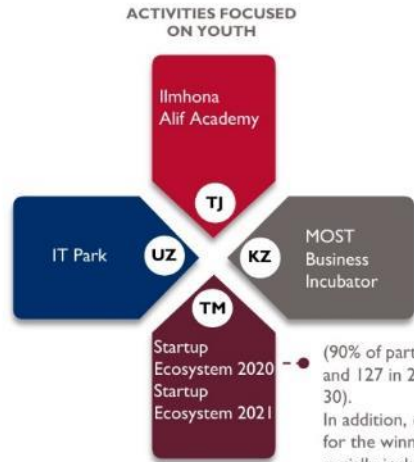 ACTIVITIES FOCUSED
ON YOUTH
Ilmhona
Alif Academy
TJ
IT Park
UZ
KZ
MOST
Business
Incubator
TM
Startup
Ecosystem 2020
Startup
Ecosystem 2021
(90% of part
and 127 in 2
30).
In addition,
for the winn